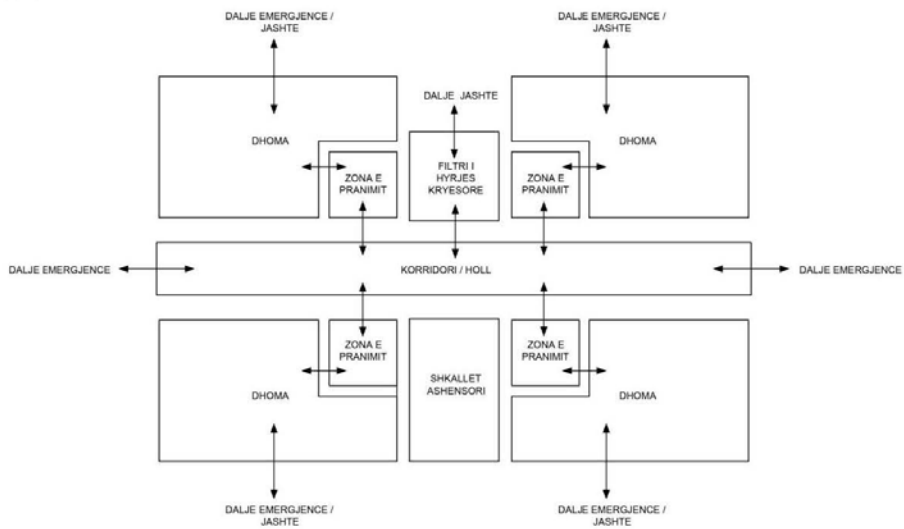 DALJE EMERGJENCE /
JASHTE
DALJE EMERGJENCE /
JASHTE
DALJE JASHTE
DHOMA
ZONA E
PRANIMIT
FILTRI I
HYRJES
KRYESORE
ZONA E
PRANIMIT
DHOMA
DALJE EMERGJENCE
KORRIDORI / HOLL
DALJE EMERGJENCE
DHOMA
ZONA E
PRANIMIT
SHKALLET
ASHENSORI
ZONA E
PRANIMIT
DHOMA
DALJE EMERGJENCE /
JASHTE
DALJE EMERGJENCE /
JASHTE